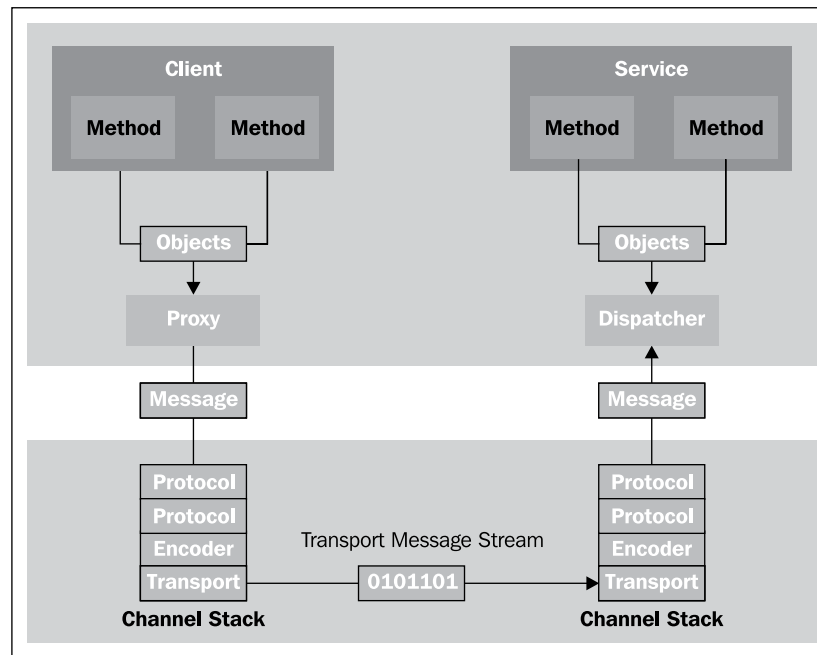 Client
Method
Method
Objects
Proxy
Message
Protocol
Protocol
Encoder
Transport
Channel Stack
Transport Message Stream
0101101
Service
Method
Method
Objects
Dispatcher
Message
Protocol
Protocol
Encoder
Transport
Channel Stack